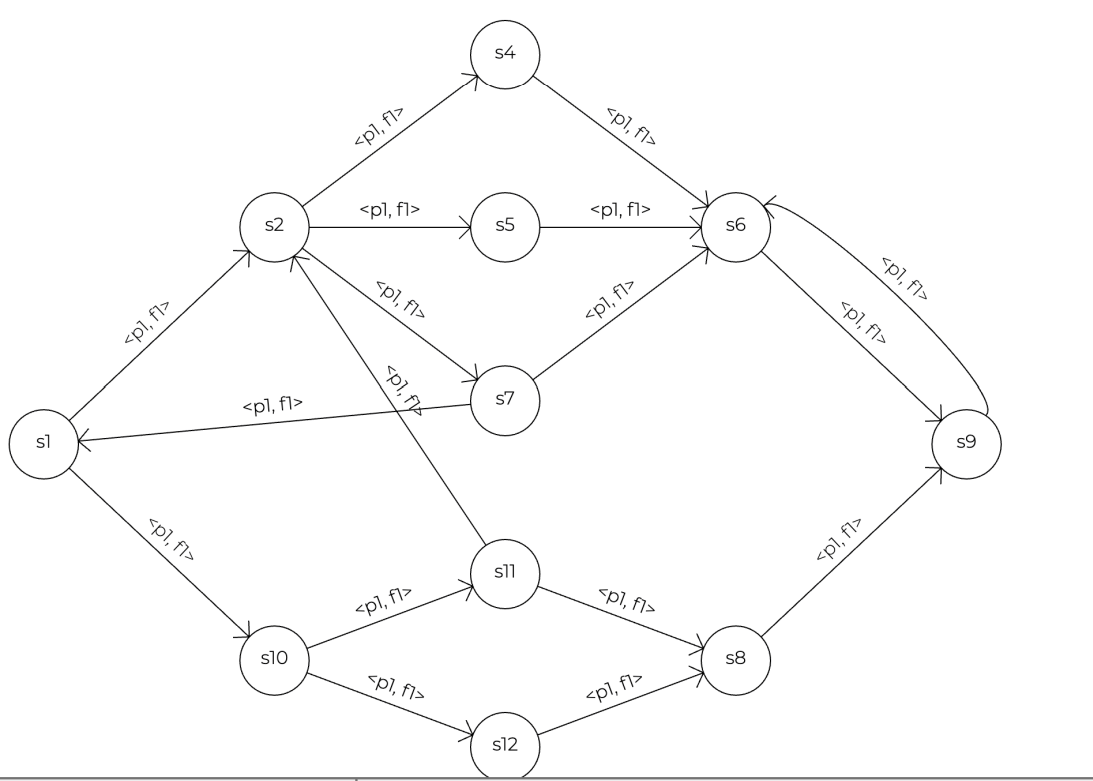 s4
<p1, f1>
<p1, f1>
s2
<p1, f1>
s5
<p1, f1>
s6
<p1, f1>
<p1, f1>
<p1, f1>
<p1, f1>
<p1, f1>
<p1, f1>
s7
<p1, f1>
s1
s9
<p1, f1>
<p1, f1>
s11
<p1, f1>
<p1, f1>
<p1, f1>
s10
s8
<p1, f1>
<p1, f1>
s12